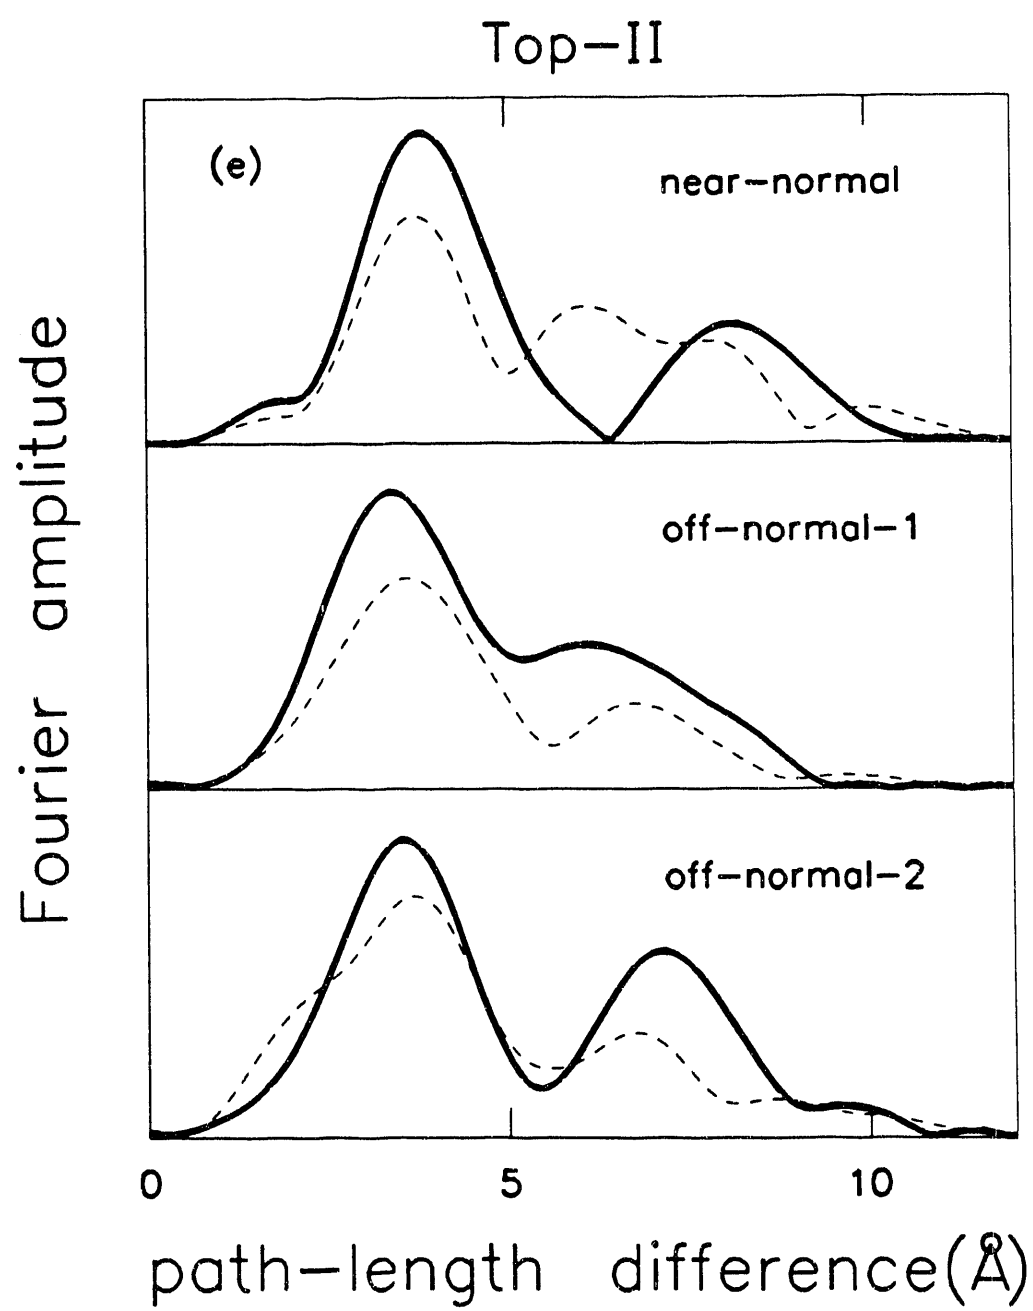 Top-II
(e)
near-normal
off-normal-1
off-normal-2
Fourier amplitude
0 5 10
path-length difference(Å)